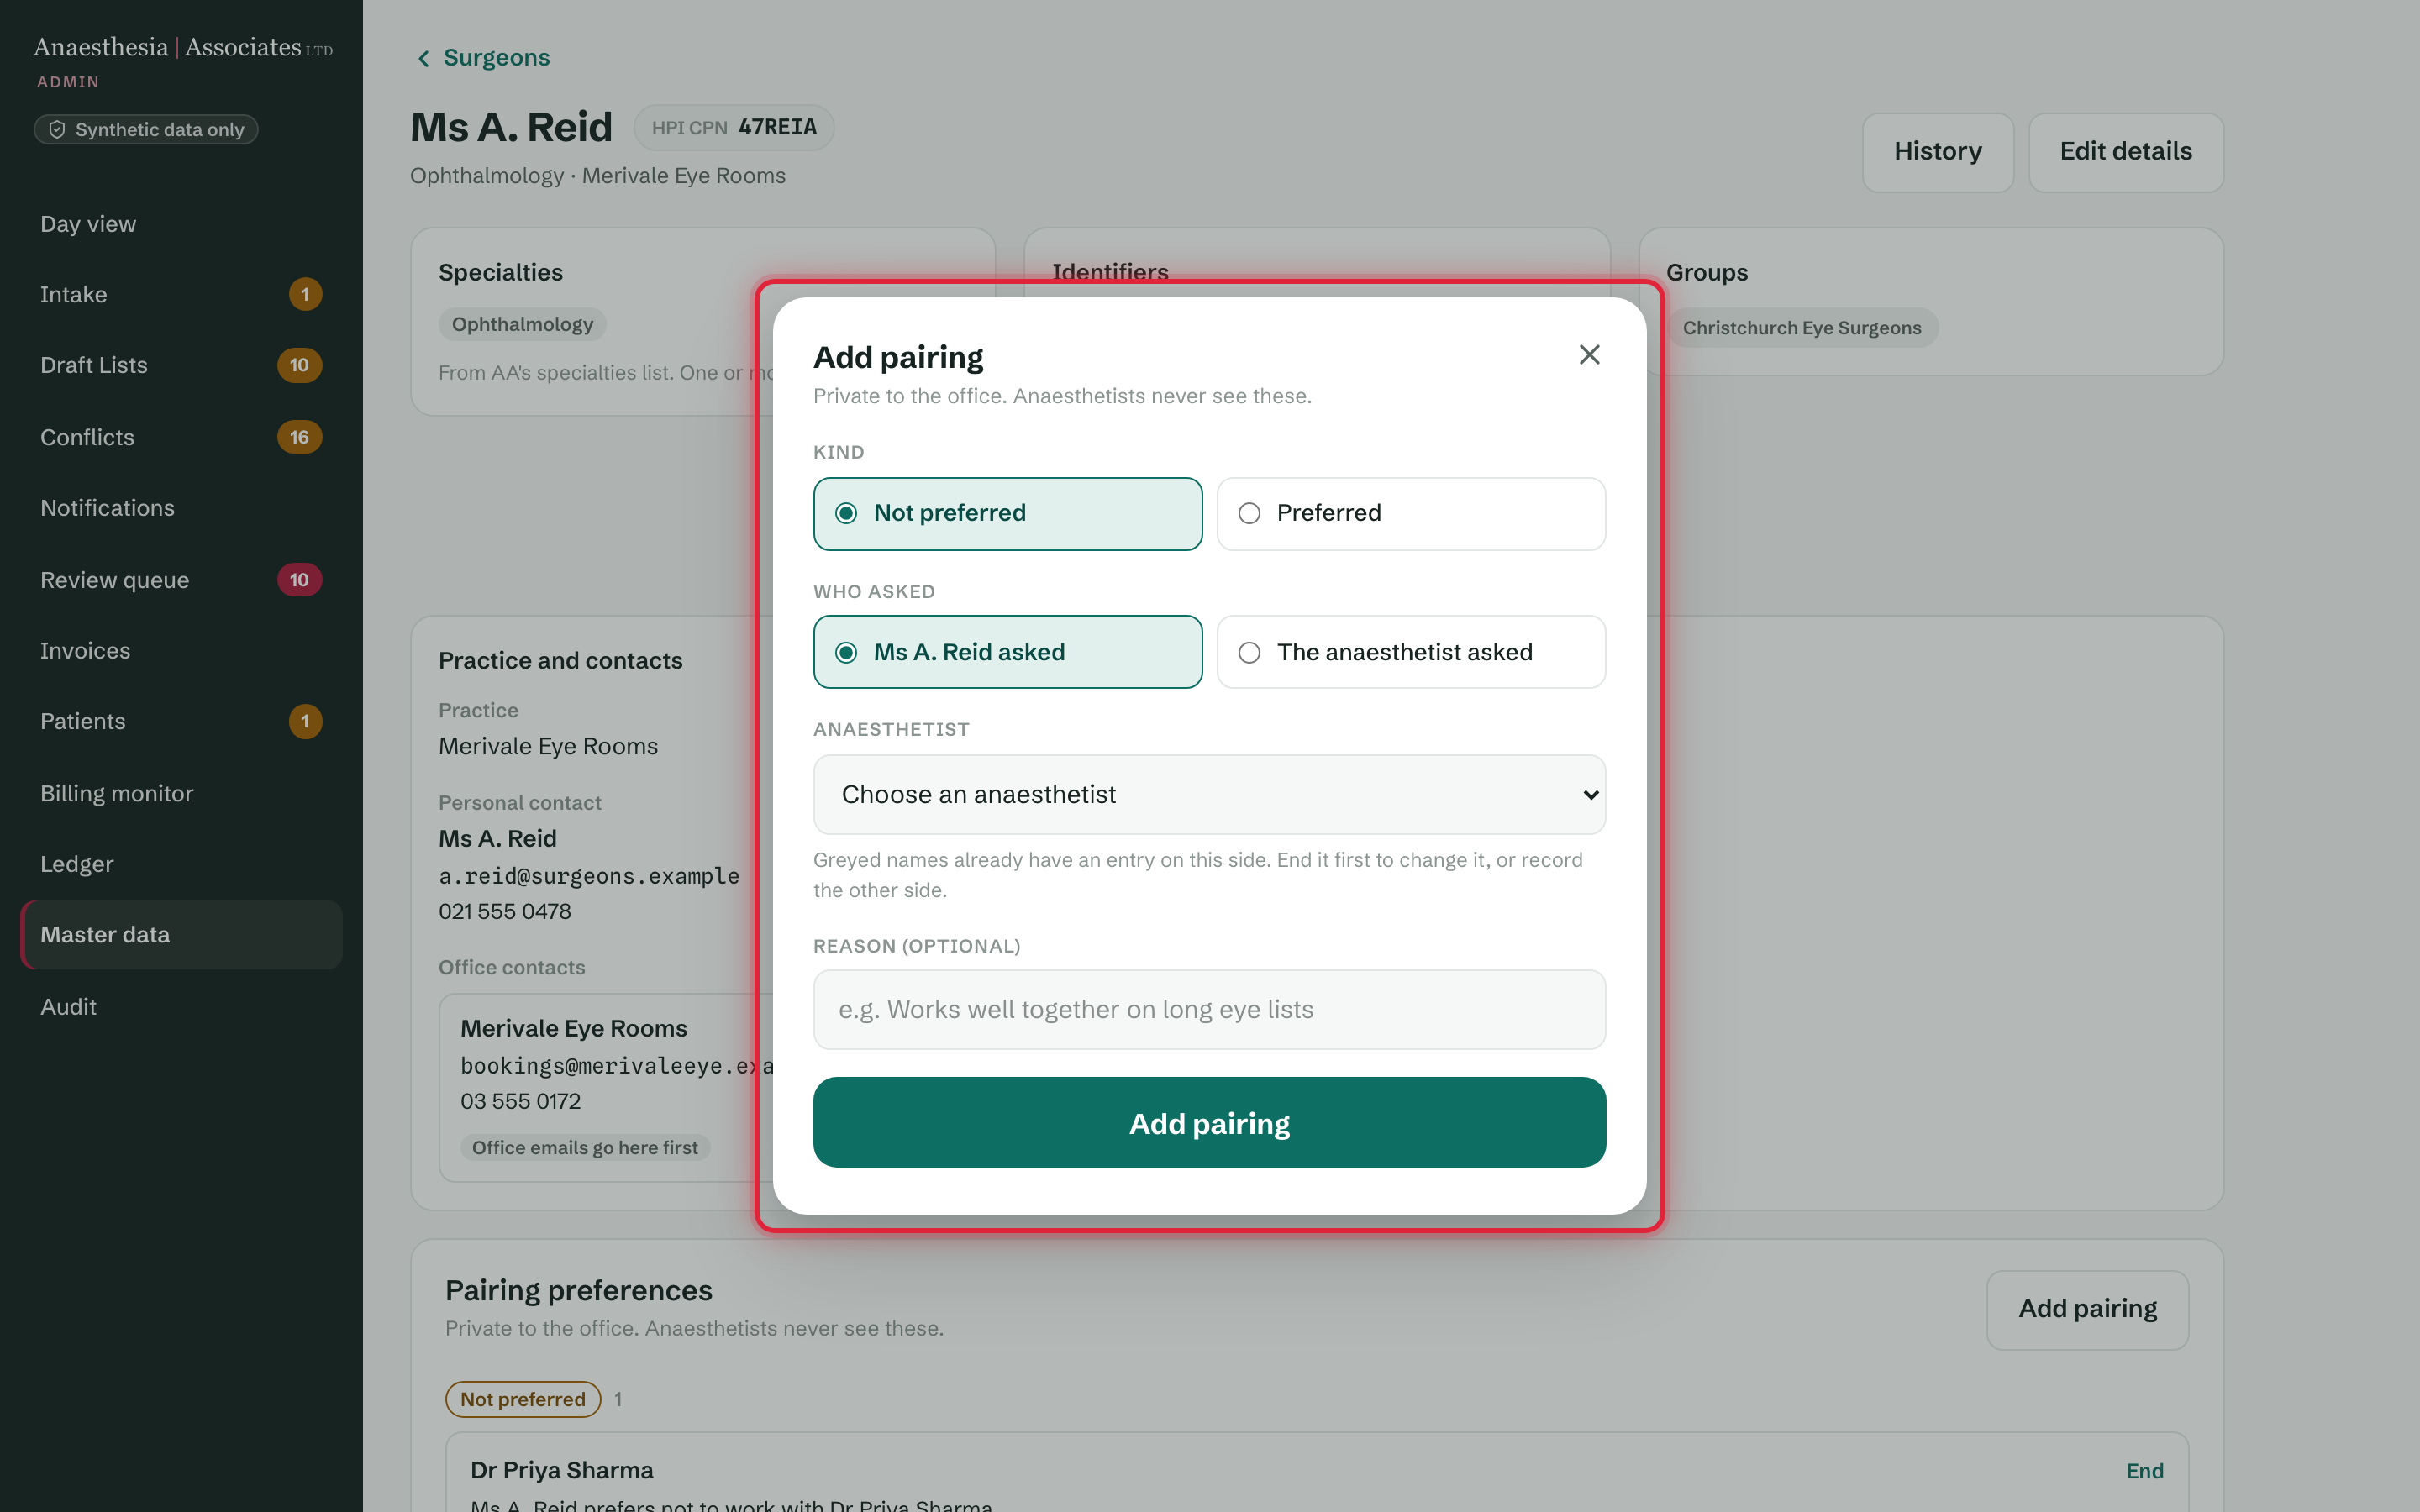 Anaesthesia | Associates LTD
ADMIN
Synthetic data only
Day view
Intake 1
Draft Lists 10
Conflicts 16
Notifications
Review queue 10
Invoices
Patients 1
Billing monitor
Ledger
Master data
Audit
Surgeons
Ms A. Reid HPI CPN 47REIA
Ophthalmology · Merivale Eye Rooms
History
Edit details
Specialties
Ophthalmology
From AA's specialties list. One or
Identifiers
Groups
Christchurch Eye Surgeons
Practice and contacts
Practice
Merivale Eye Rooms
Personal contact
Ms A. Reid
a.reid@surgeons.example
021 555 0478
Office contacts
Merivale Eye Rooms
bookings@merivaleeye.exa
03 555 0172
Office emails go here first
Add pairing
Private to the office. Anaesthetists never see these.
KIND
Not preferred
Preferred
WHO ASKED
Ms A. Reid asked
The anaesthetist asked
ANAESTHETIST
Choose an anaesthetist
Greyed names already have an entry on this side. End it first to change it, or record
the other side.
REASON (OPTIONAL)
e.g. Works well together on long eye lists
Add pairing
Pairing preferences
Private to the office. Anaesthetists never see these.
Add pairing
Not preferred 1
Dr Priya Sharma
End
Ms A. Reid prefers not to work with Dr Priya Sharma